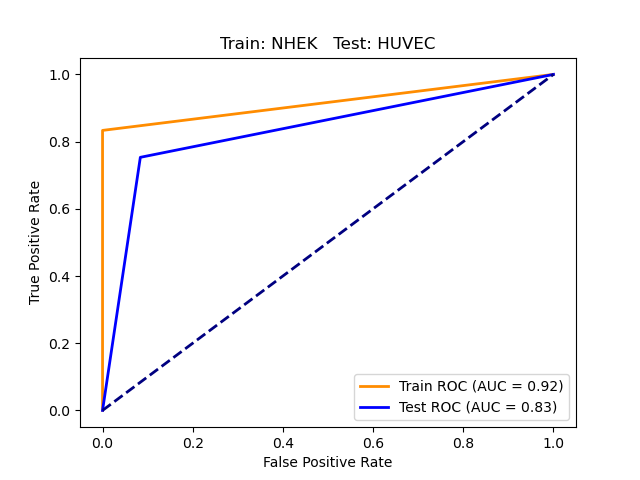 Train: NHEK   Test: HUVEC
True Positive Rate
1.0
0.8
0.6
0.4
0.2
0.0
Train ROC (AUC = 0.92)
Test ROC (AUC = 0.83)
0.0 0.2 0.4 0.6 0.8 1.0
False Positive Rate